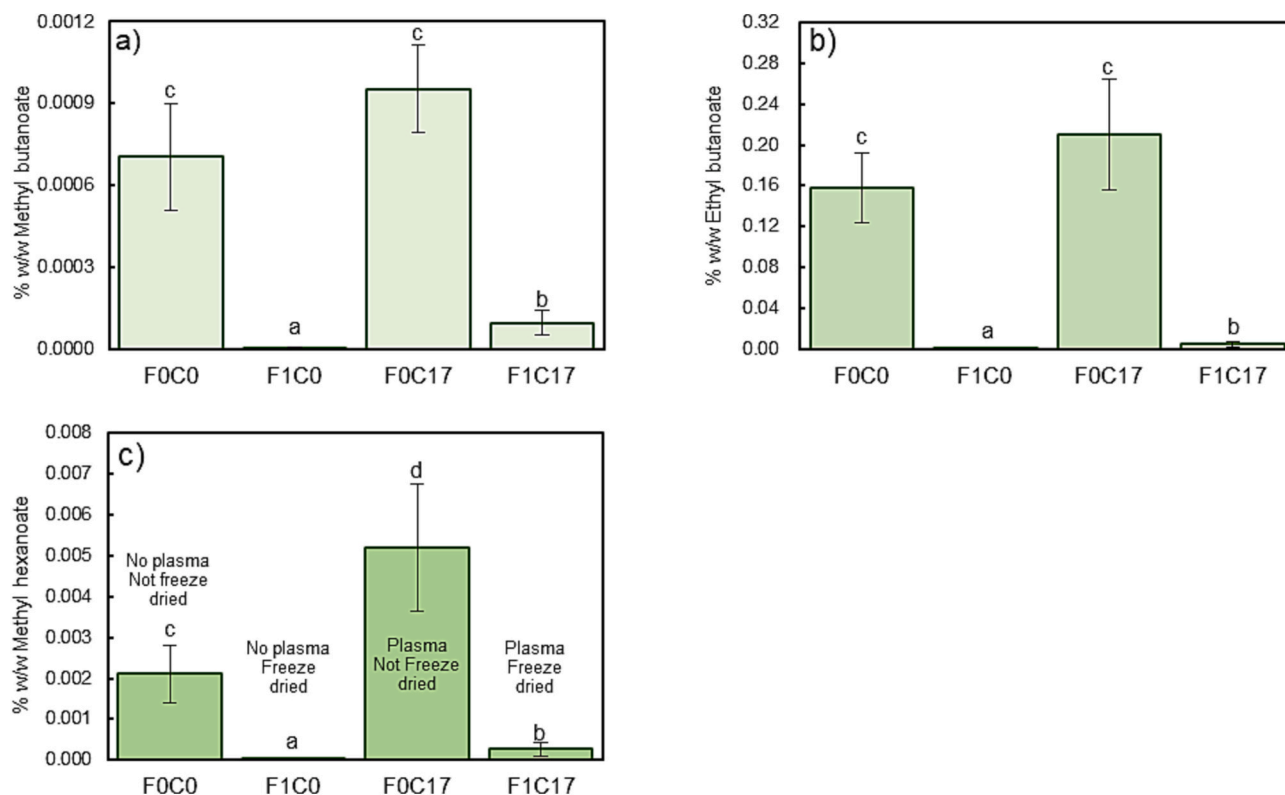 a)
% w/w Methyl butanoate
0.0012
0.0009
0.0006
0.0003
0.0000
c
a
c
b
F0C0 F1C0 F0C17 F1C17
b)
% w/w Ethyl butanoate
0.32
0.28
0.24
0.20
0.16
0.12
0.08
0.04
0.00
c
a
c
b
F0C0 F1C0 F0C17 F1C17
c)
% w/w Methyl hexanoate
0.008
0.007
0.006
0.005
0.004
0.003
0.002
0.001
0.000
No plasma
Not freeze
dried
c
No plasma
Freeze
dried
a
d
Plasma
Not Freeze
dried
Plasma
Freeze
dried
b
F0C0 F1C0 F0C17 F1C17